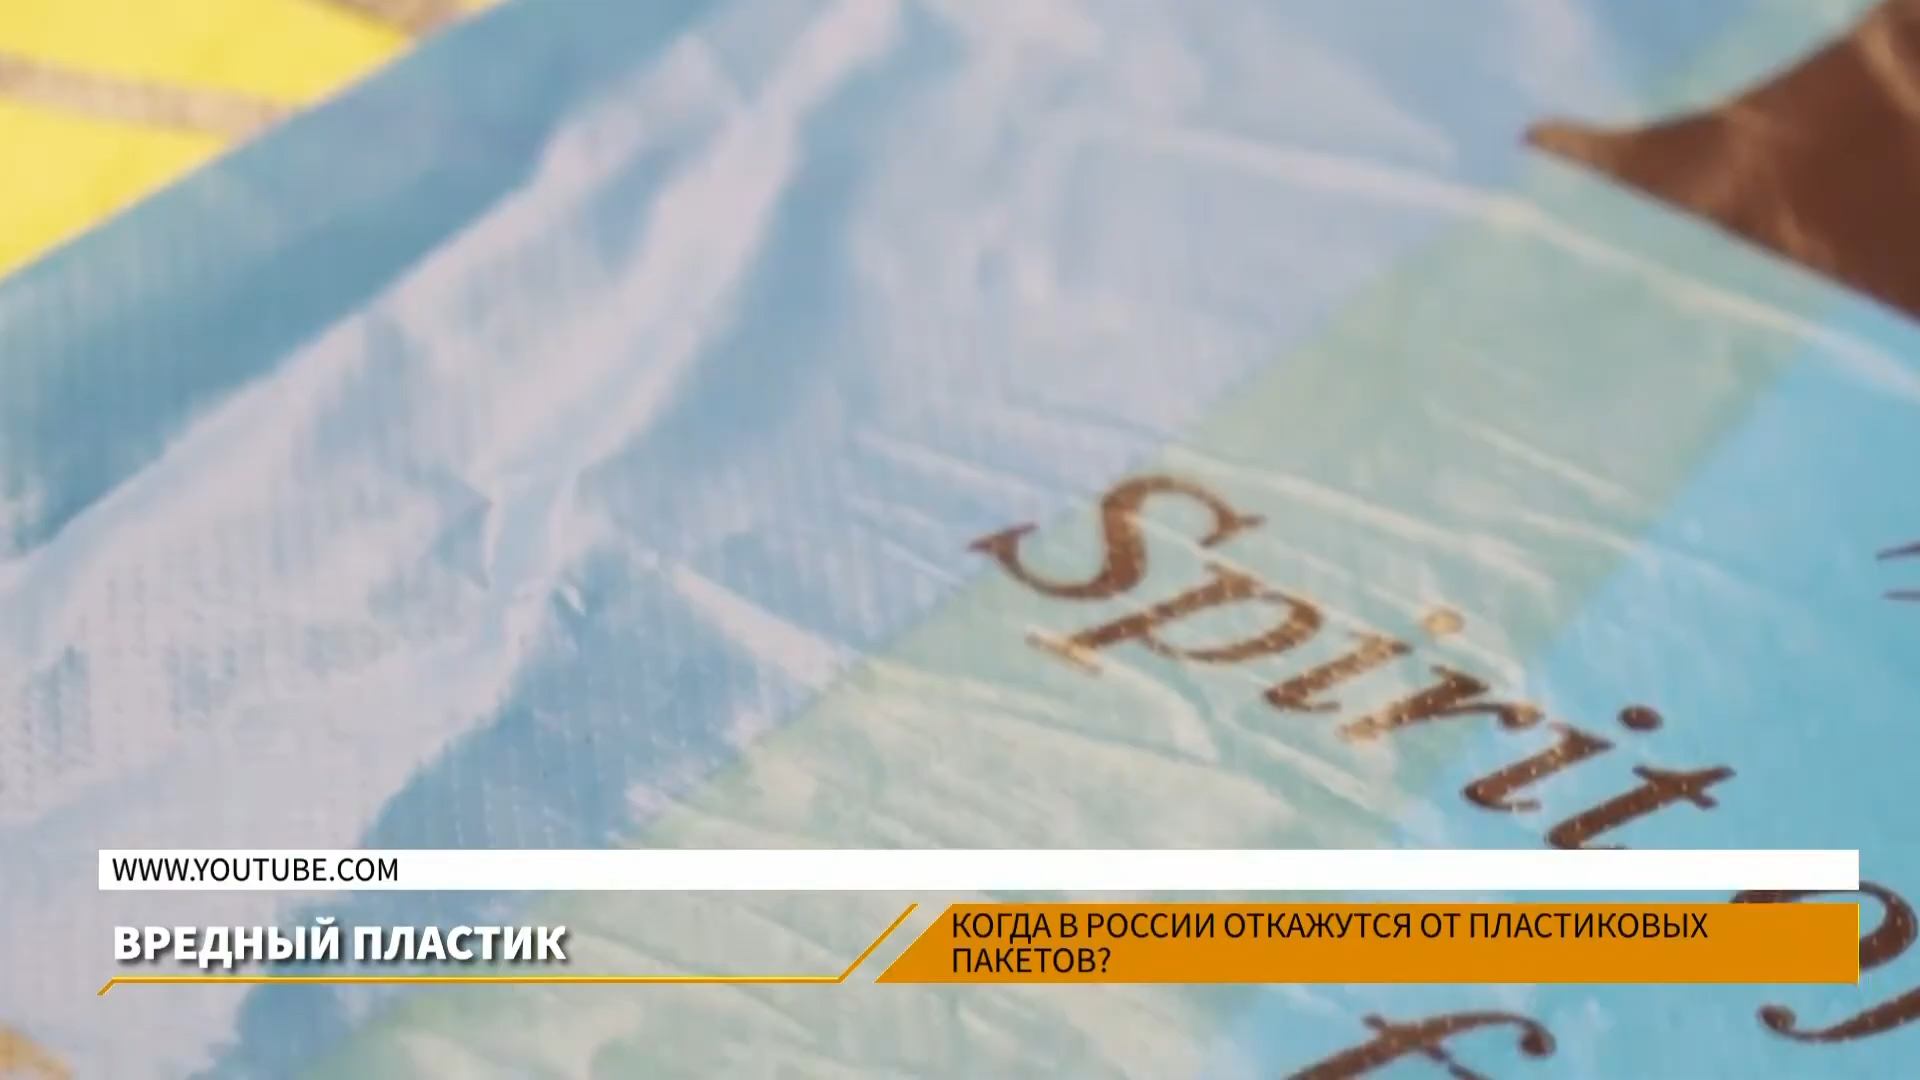 Spirit
WWW.YOUTUBE.COM
ВРЕДНЫЙ ПЛАСТИК
КОГДА В РОССИИ ОТКАЖУТСЯ ОТ ПЛАСТИКОВЫХ
ПАКЕТОВ?